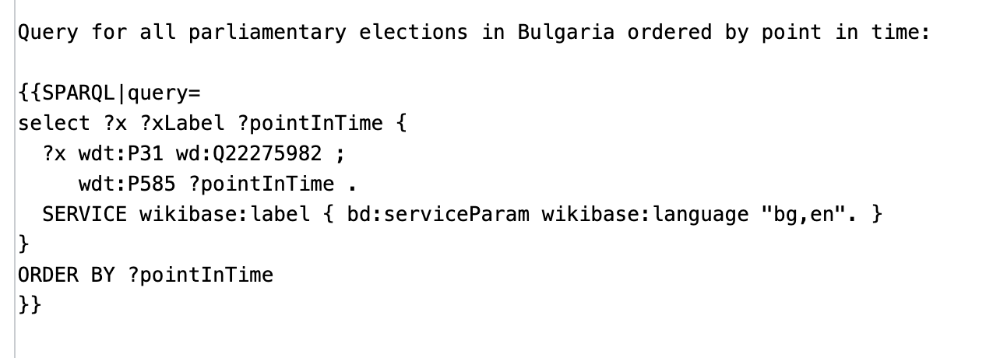 Query for all parliamentary elections in Bulgaria ordered by point in time:

{{SPARQL|query=
select ?x ?xLabel ?pointInTime {
  ?x wdt:P31 wd:Q22275982 ;
     wdt:P585 ?pointInTime .
  SERVICE wikibase:label { bd:serviceParam wikibase:language "bg,en". }
}
ORDER BY ?pointInTime
}}